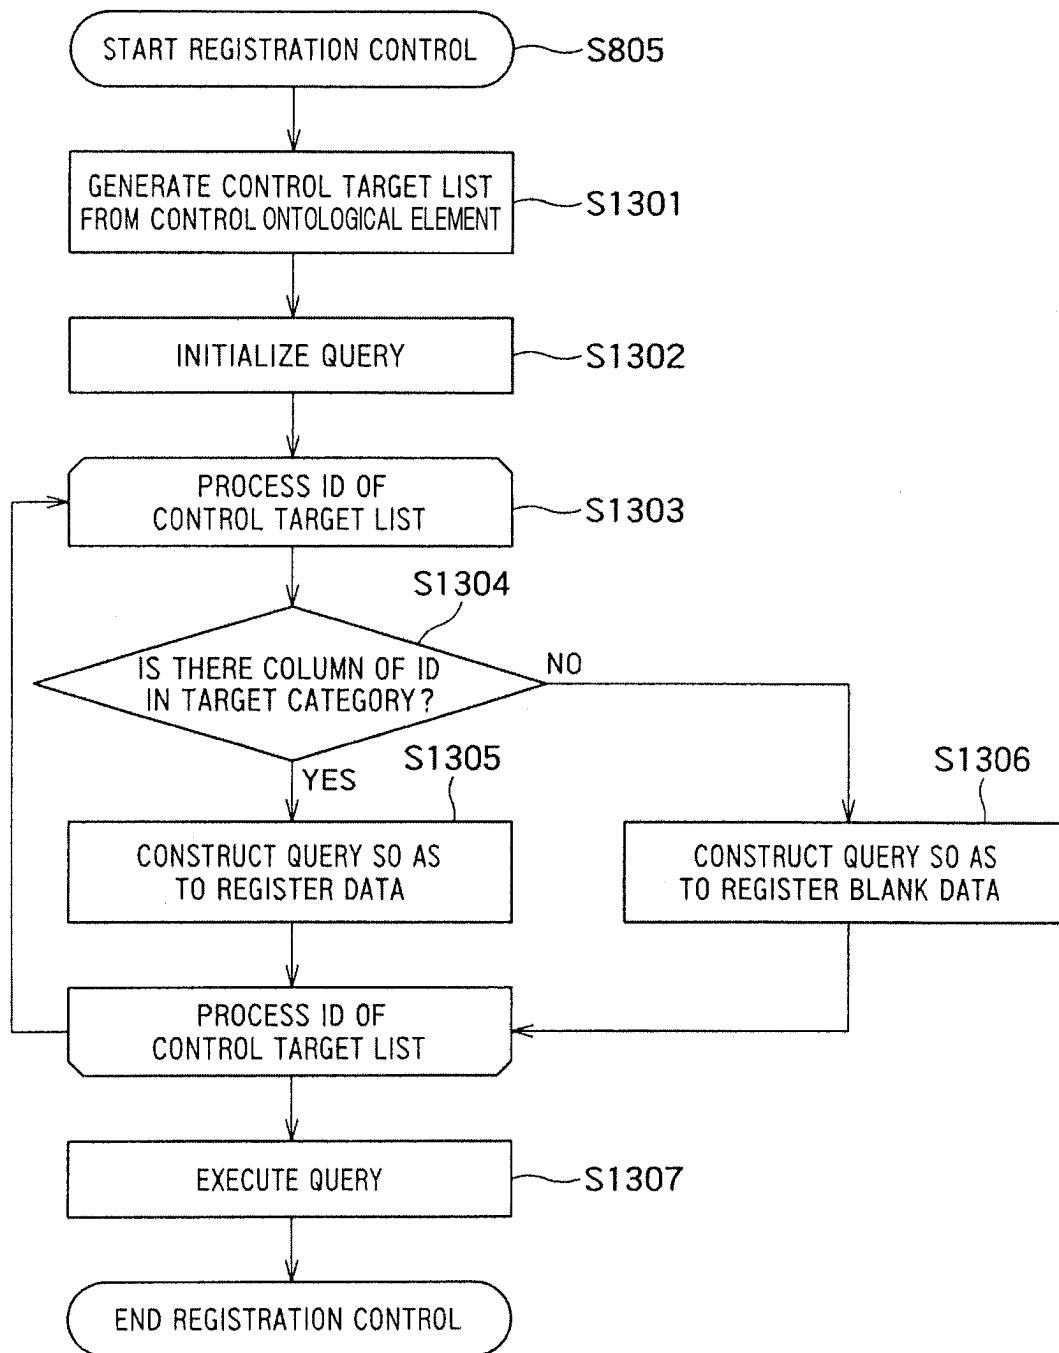 START REGISTRATION CONTROL
S805
GENERATE CONTROL TARGET LIST
FROM CONTROL ONTOLOGICAL ELEMENT
S1301
INITIALIZE QUERY
S1302
PROCESS ID OF
CONTROL TARGET LIST
S1303
S1304
IS THERE COLUMN OF ID
IN TARGET CATEGORY?
NO
YES
S1305
S1306
CONSTRUCT QUERY SO AS
TO REGISTER DATA
CONSTRUCT QUERY SO AS
TO REGISTER BLANK DATA
PROCESS ID OF
CONTROL TARGET LIST
EXECUTE QUERY
S1307
END REGISTRATION CONTROL